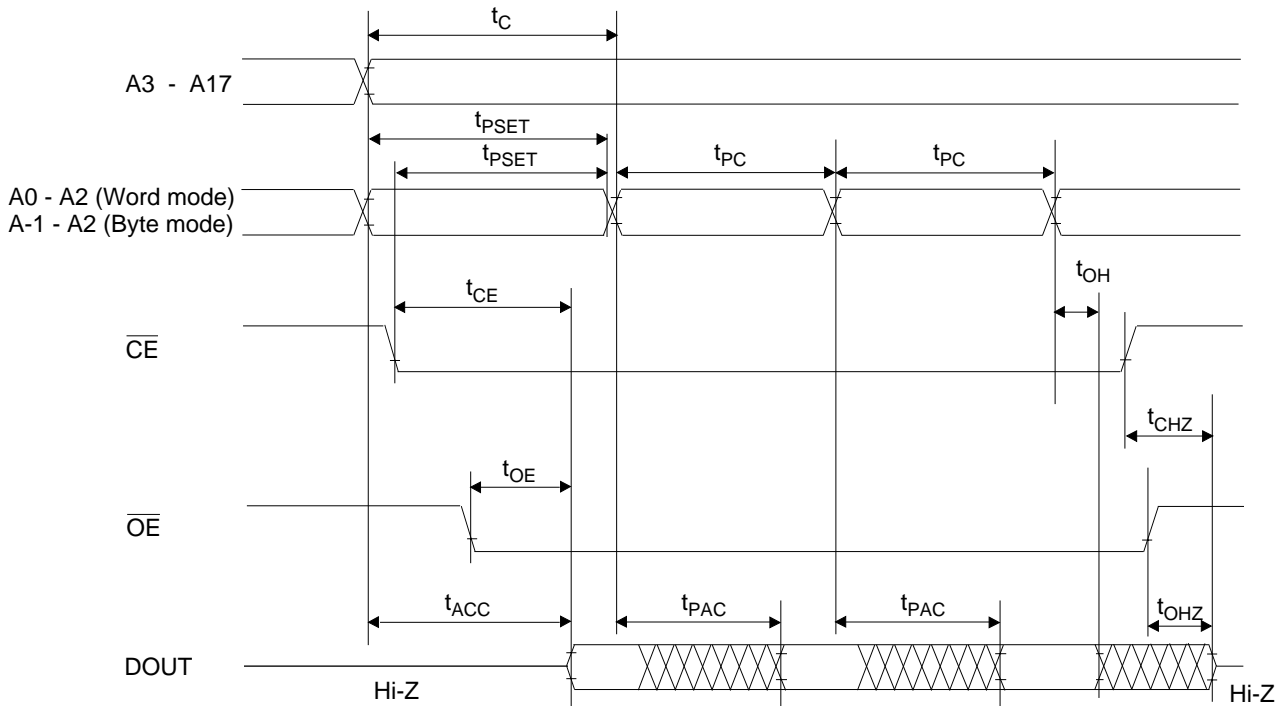 tC
A3 - A17
tPSET
tPSET
tPC
tPC
A0 - A2 (Word mode)
A-1 - A2 (Byte mode)
tOH
tCE
CE
tCHZ
tOE
OE
tACC
tPAC
tPAC
tOHZ
DOUT
Hi-Z
Hi-Z